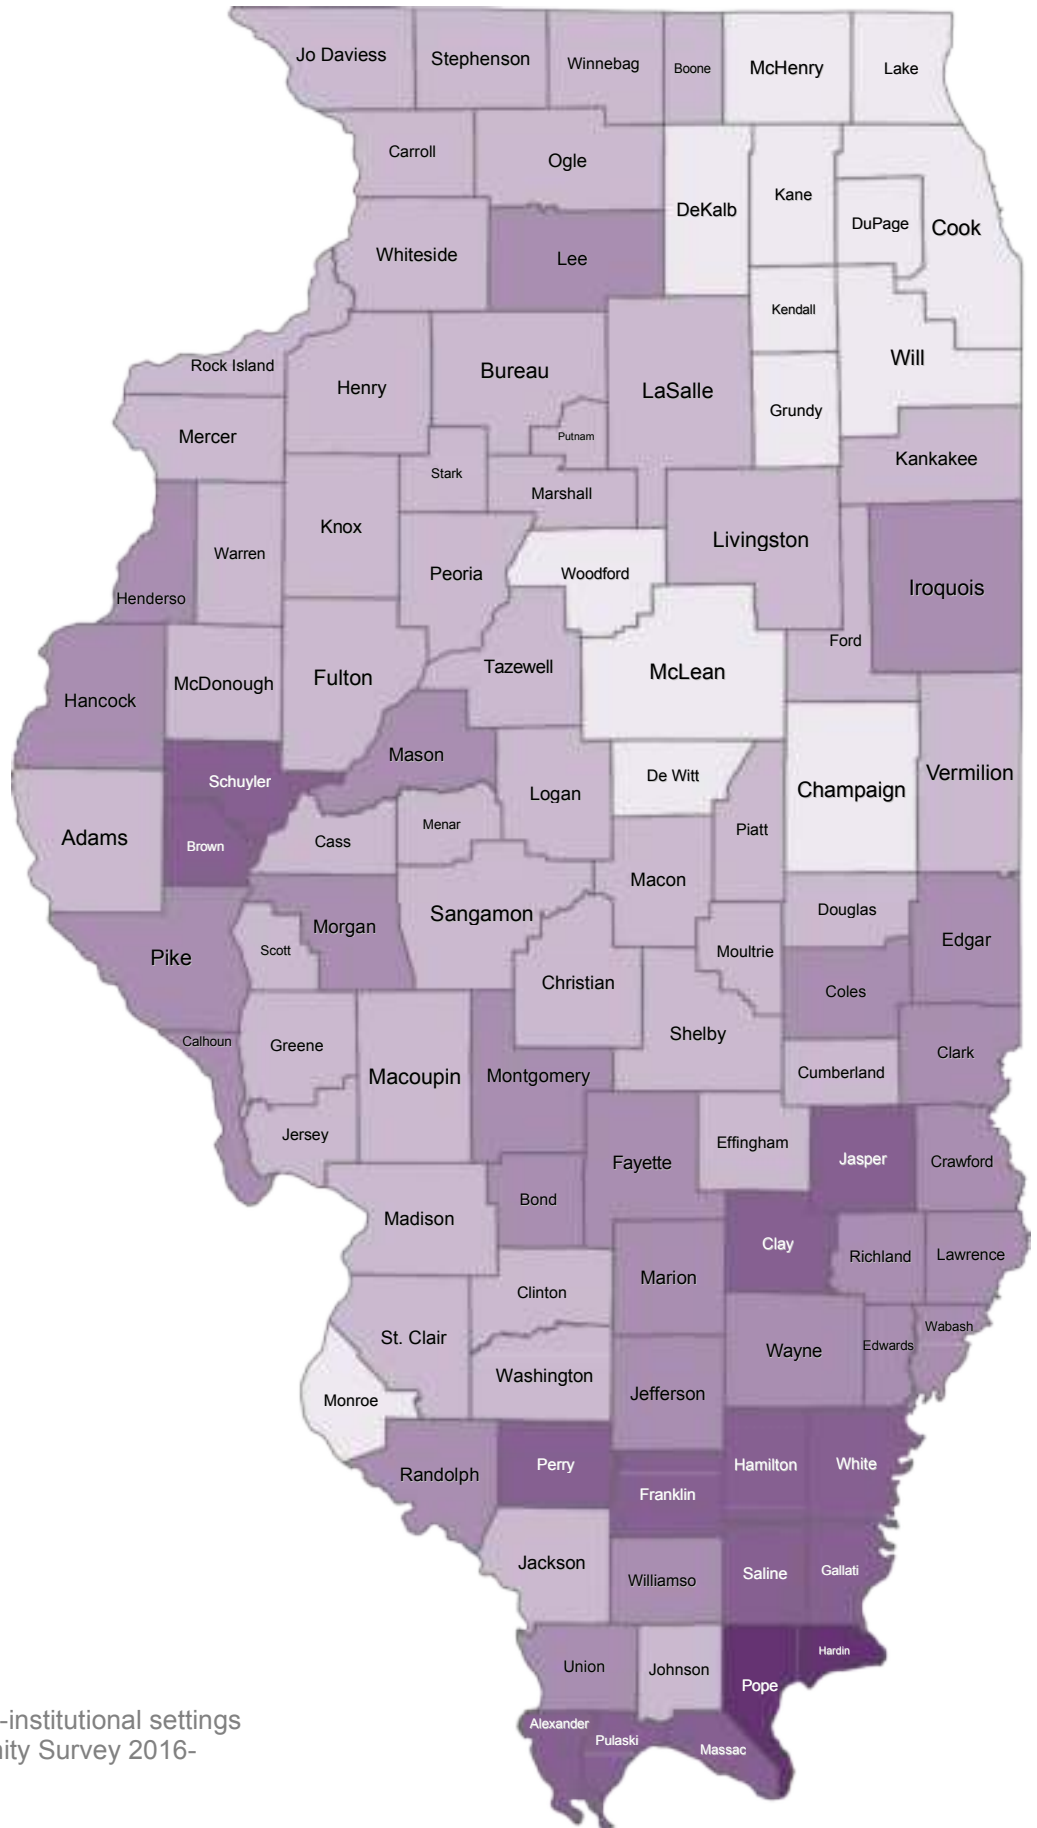 Jo Daviess
Stephenson
Winnebag
Boone
McHenry
Lake
Carroll
Ogle
DeKalb
Kane
DuPage
Cook
Whiteside
Lee
Kendall
Rock Island
Henry
Bureau
LaSalle
Will
Grundy
Mercer
Putnam
Kankakee
Stark
Marshall
Knox
Warren
Peoria
Woodford
Livingston
Iroquois
Henderso
Ford
Hancock
McDonough
Fulton
Tazewell
McLean
Mason
Schuyler
Logan
De Witt
Champaign
Vermilion
Adams
Brown
Cass
Menar
Piatt
Macon
Douglas
Edgar
Pike
Scott
Morgan
Sangamon
Christian
Moultrie
Coles
Calhoun
Greene
Macoupin
Montgomery
Shelby
Cumberland
Clark
Jersey
Fayette
Effingham
Jasper
Crawford
Madison
Bond
Clay
Richland
Lawrence
Marion
Clinton
St. Clair
Washington
Wayne
Edwards
Wabash
Monroe
Jefferson
Randolph
Perry
Franklin
Hamilton
White
Jackson
Williamso
Saline
Gallati
Union
Johnson
Pope
Hardin
Alexander
Pulaski
Massac
-institutional settings
nity Survey 2016-